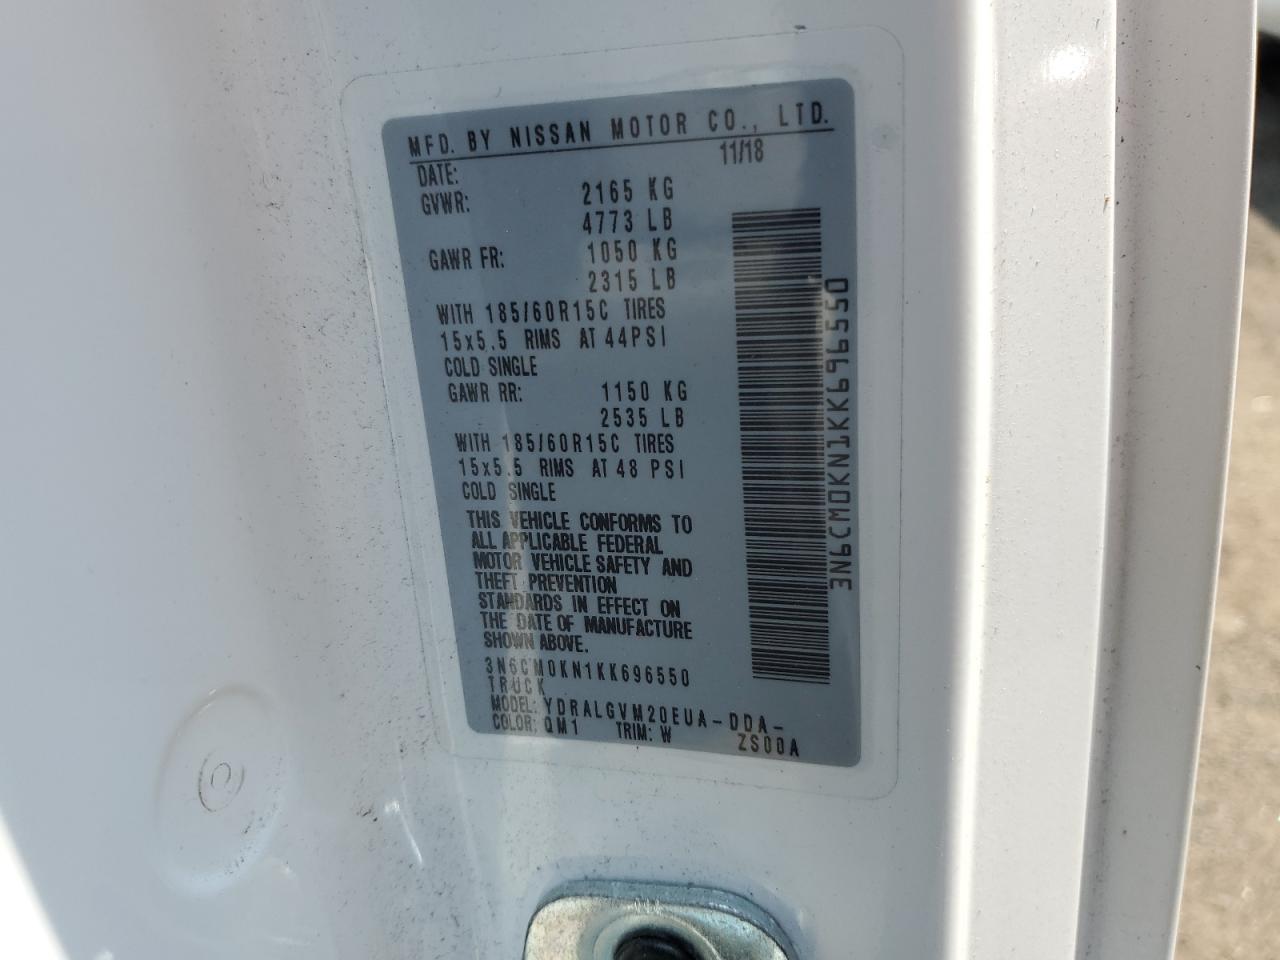 MFD. BY NISSAN MOTOR CO., LTD.
DATE: 11/18
GVWR: 2165 KG
4773 LB
GAWR FR: 1050 KG
2315 LB
WITH 185/60R15C TIRES
15x5.5 RIMS AT 44PSI
COLD SINGLE
GAWR RR: 1150 KG
2535 LB
WITH 185/60R15C TIRES
15x5.5 RIMS AT 48 PSI
COLD SINGLE
THIS VEHICLE CONFORMS TO
ALL APPLICABLE FEDERAL
MOTOR VEHICLE SAFETY AND
THEFT PREVENTION
STANDARDS IN EFFECT ON
THE DATE OF MANUFACTURE
SHOWN ABOVE.
3N6CM0KN1KK696550
TRUCK
MODEL: YDRALGVM20EUA-DDA-
COLOR: QM1 TRIM: W ZS00A
3N6CM0KN1KK696550